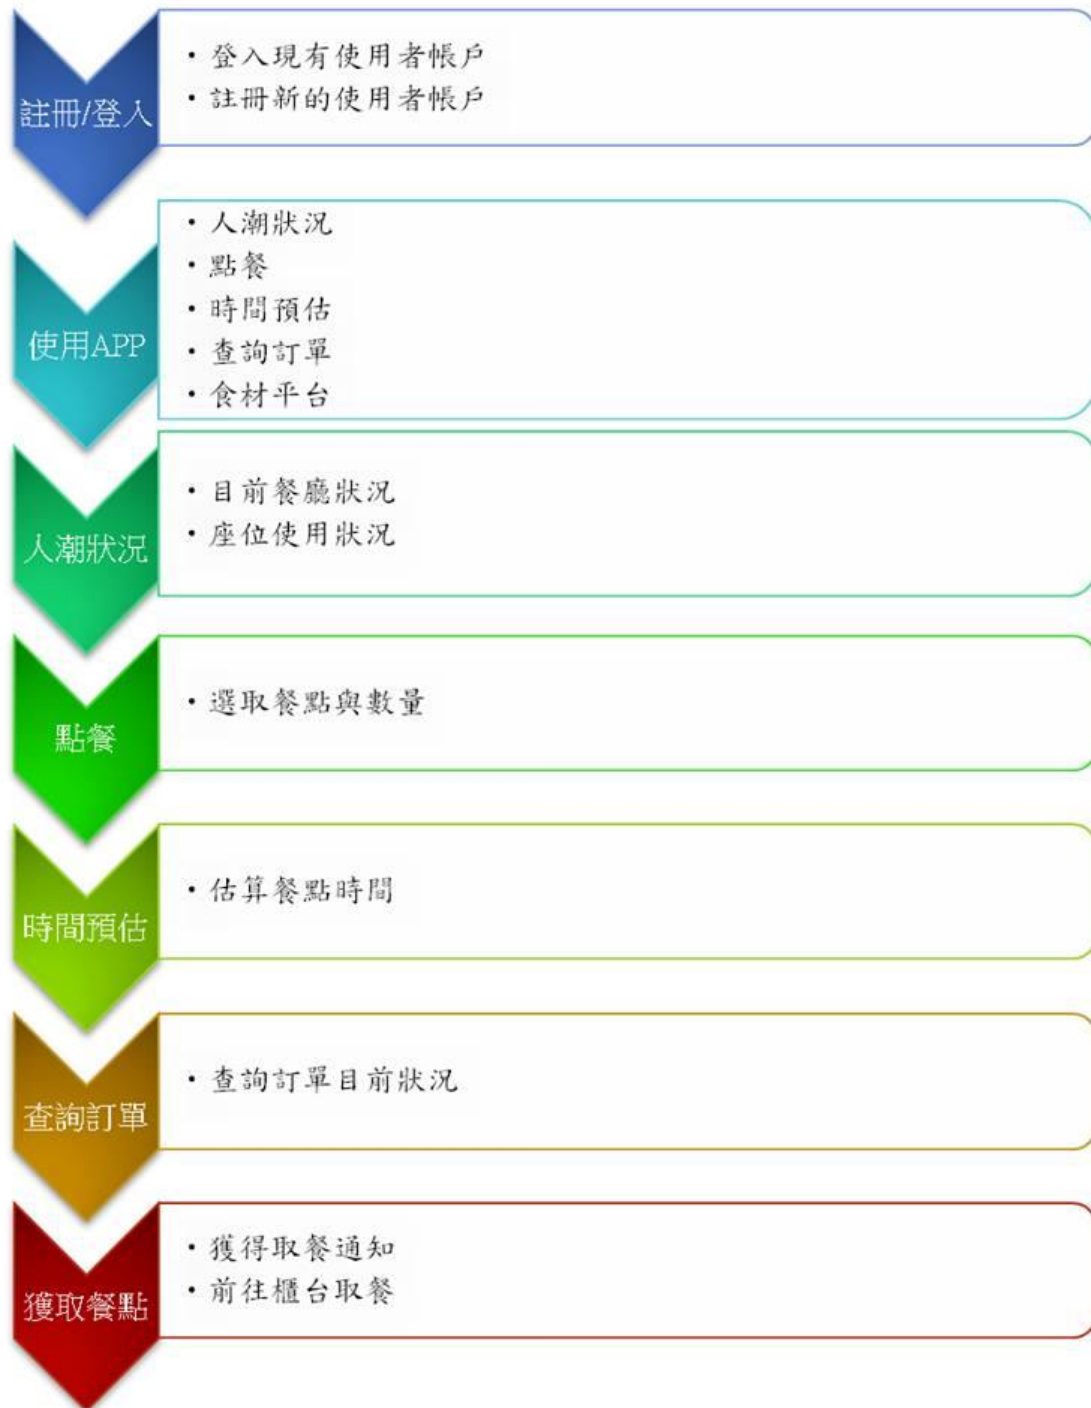 註冊/登入
・登入現有使用者帳戶
・註冊新的使用者帳戶
使用APP
・人潮狀況
・點餐
・時間預估
・查詢訂單
・食材平台
人潮狀況
・目前餐廳狀況
・座位使用狀況
點餐
・選取餐點與數量
時間預估
・估算餐點時間
查詢訂單
・查詢訂單目前狀況
獲取餐點
・獲得取餐通知
・前往櫃台取餐